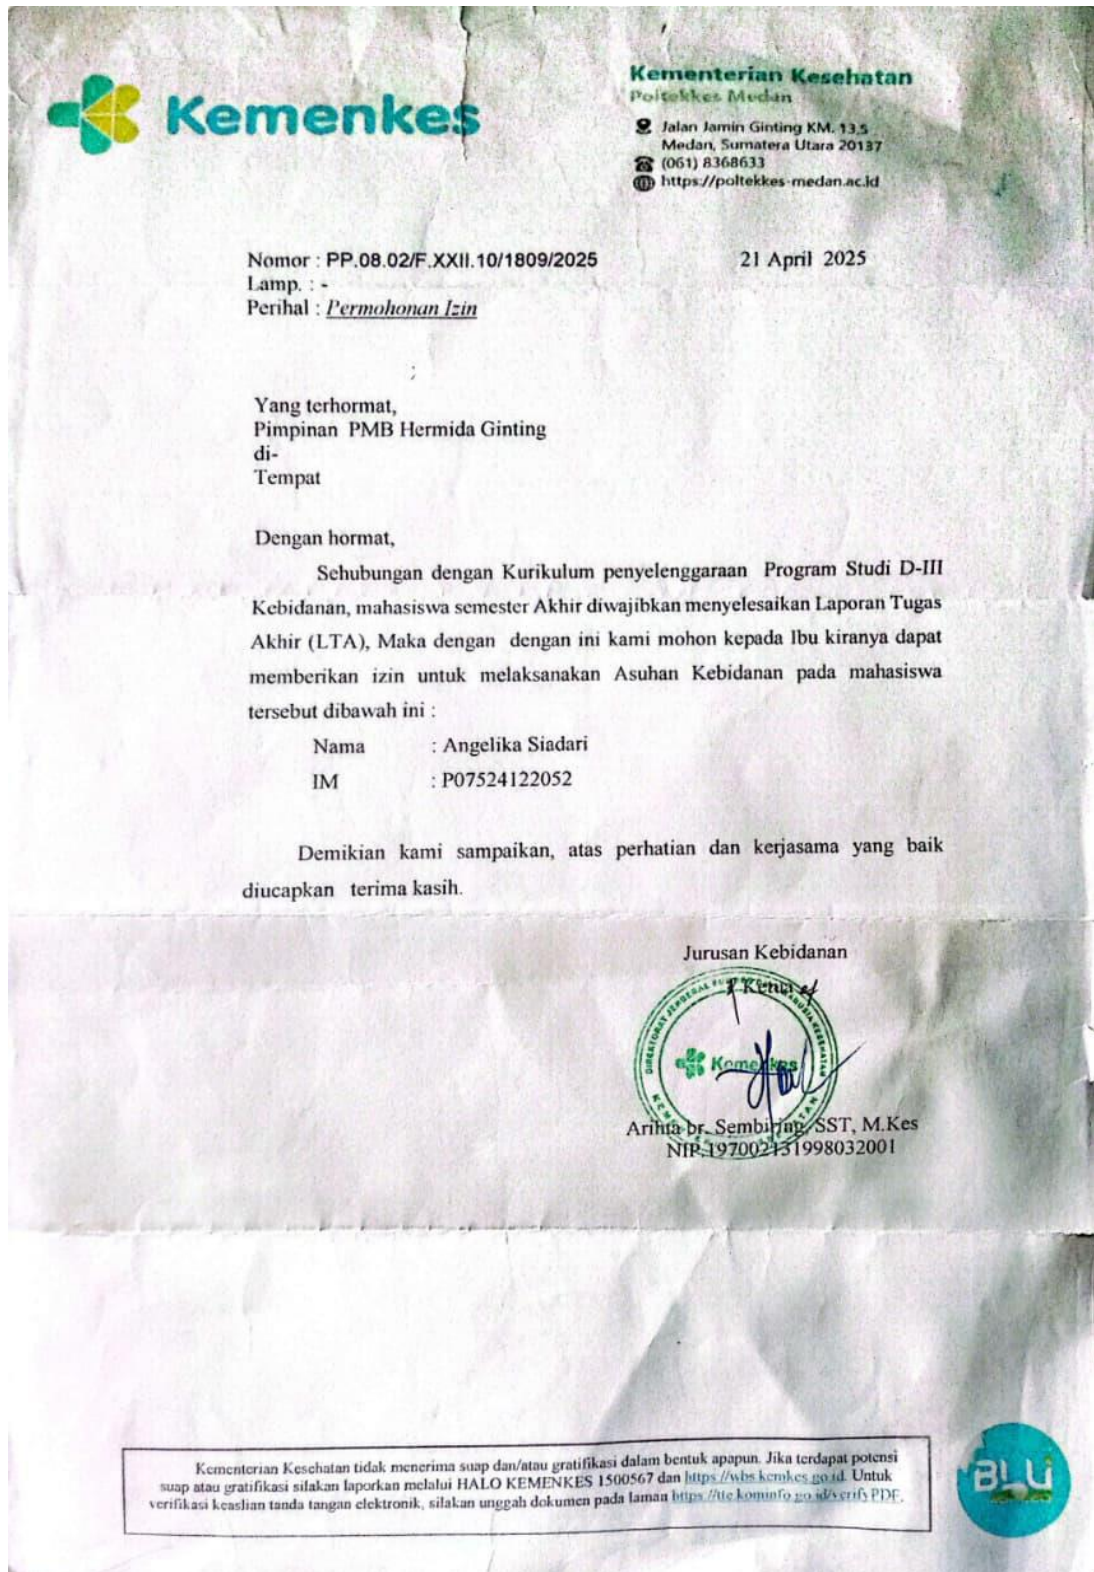 Kemenkes
Kementerian Kesehatan
Poltekkes Medan
Jalan Jamin Ginting KM. 13,5
Medan, Sumatera Utara 20137
(061) 8368633
https://poltekkes-medan.ac.id
Nomor : PP.08.02/F.XXII.10/1809/2025
21 April 2025
Lamp. : -
Perihal : Permohonan Izin
Yang terhormat,
Pimpinan PMB Hermida Ginting
di-
Tempat
Dengan hormat,
Sehubungan dengan Kurikulum penyelenggaraan Program Studi D-III
Kebidanan, mahasiswa semester Akhir diwajibkan menyelesaikan Laporan Tugas
Akhir (LTA), Maka dengan dengan ini kami mohon kepada Ibu kiranya dapat
memberikan izin untuk melaksanakan Asuhan Kebidanan pada mahasiswa
tersebut dibawah ini :
Nama : Angelika Siadari
IM : P07524122052
Demikian kami sampaikan, atas perhatian dan kerjasama yang baik
diucapkan terima kasih.
Jurusan Kebidanan
Ketua
DIREKTORAT JENDERAL KESEHATAN
Kemenkes
Arihta br. Sembiring, SST, M.Kes
NIP.197002131998032001
Kementerian Kesehatan tidak menerima suap dan/atau gratifikasi dalam bentuk apapun. Jika terdapat potensi
suap atau gratifikasi silakan laporkan melalui HALO KEMENKES 1500567 dan https://wbs.kemkes.go.id. Untuk
verifikasi keaslian tanda tangan elektronik, silakan unggah dokumen pada laman https://tte.kominfo.go.id/verifyPDF.
BLU